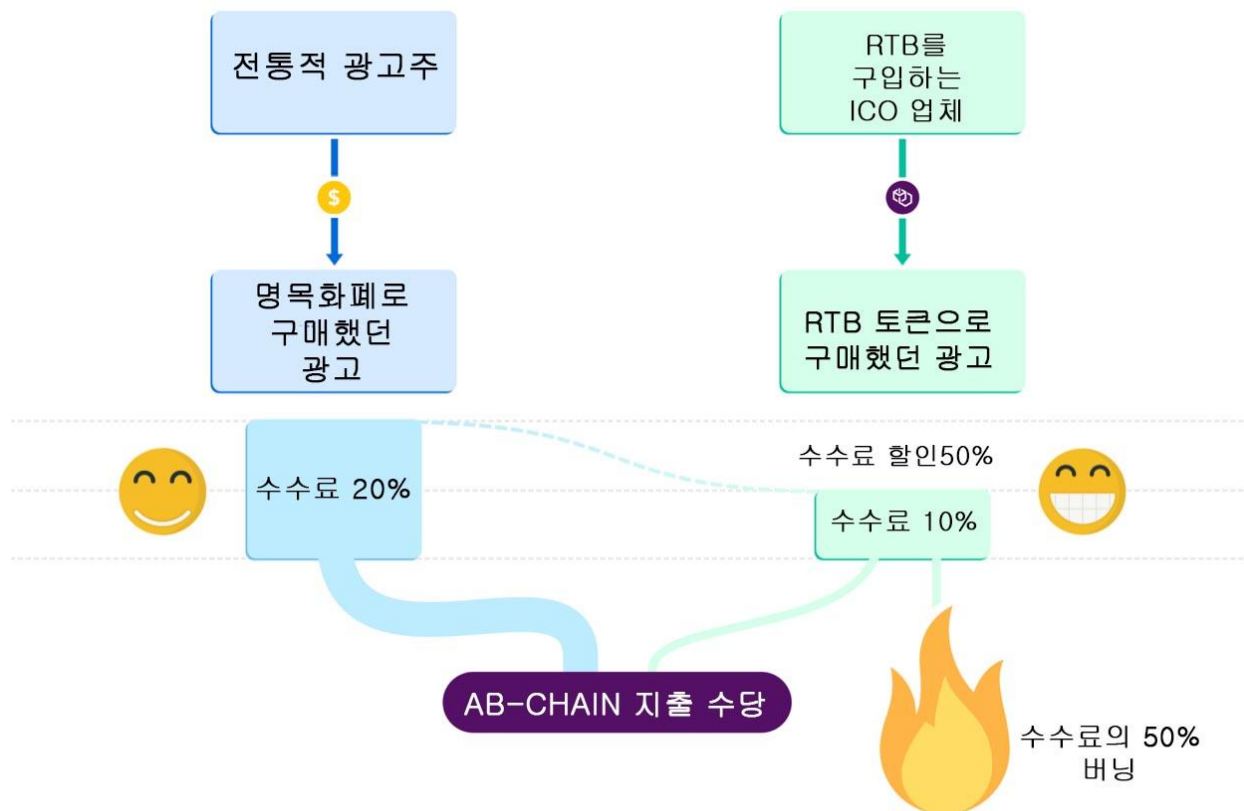 전통적 광고주
RTB를
구입하는
ICO 업체
$
명목화폐로
구매했던
광고
RTB 토큰으로
구매했던 광고
수수료 20%
수수료 할인50%
수수료 10%
AB-CHAIN 지출 수당
수수료의 50%
버닝